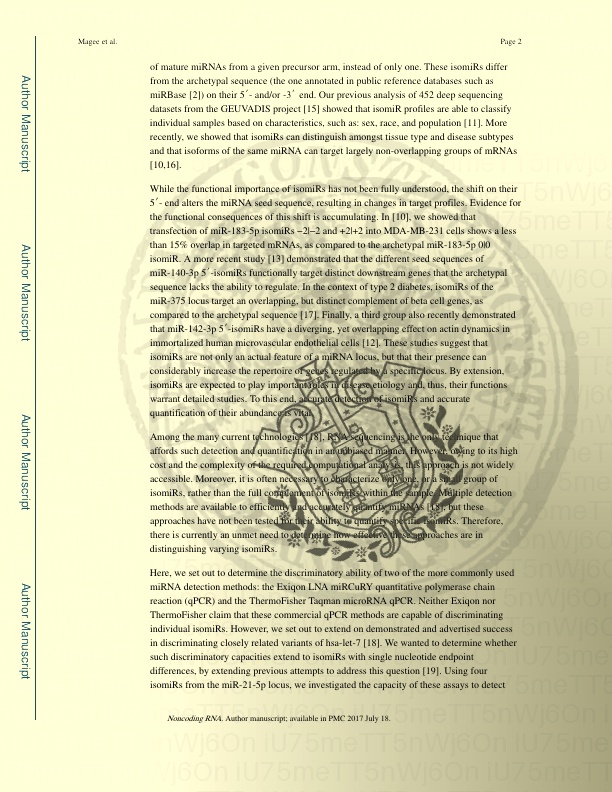 Magee et al.
Page 2
of mature miRNAs from a given precursor arm, instead of only one. These isomiRs differ
from the archetypal sequence (the one annotated in public reference databases such as
miRBase [2]) on their 5´- and/or -3´ end. Our previous analysis of 452 deep sequencing
datasets from the GEUVADIS project [15] showed that isomiR profiles are able to classify
individual samples based on characteristics, such as: sex, race, and population [11]. More
recently, we showed that isomiRs can distinguish amongst tissue type and disease subtypes
and that isoforms of the same miRNA can target largely non-overlapping groups of mRNAs
[10,16].
While the functional importance of isomiRs has not been fully understood, the shift on their
5´- end alters the miRNA seed sequence, resulting in changes in target profiles. Evidence for
the functional consequences of this shift is accumulating. In [10], we showed that
transfection of miR-183-5p isomiRs −2|−2 and +2|+2 into MDA-MB-231 cells shows a less
than 15% overlap in targeted mRNAs, as compared to the archetypal miR-183-5p 0|0
isomiR. A more recent study [13] demonstrated that the different seed sequences of
miR-140-3p 5´-isomiRs functionally target distinct downstream genes that the archetypal
sequence lacks the ability to regulate. In the context of type 2 diabetes, isomiRs of the
miR-375 locus target an overlapping, but distinct complement of beta cell genes, as
compared to the archetypal sequence [17]. Finally, a third group also recently demonstrated
that miR-142-3p 5´-isomiRs have a diverging, yet overlapping effect on actin dynamics in
immortalized human microvascular endothelial cells [12]. These studies suggest that
isomiRs are not only an actual feature of a miRNA locus, but that their presence can
considerably increase the repertoire of genes regulated by a specific locus. By extension,
isomiRs are expected to play important roles in disease etiology and, thus, their functions
warrant detailed studies. To this end, accurate detection of isomiRs and accurate
quantification of their abundance is vital.
Among the many current technologies [18], RNA sequencing is the only technique that
affords such detection and quantification in an unbiased manner. However, owing to its high
cost and the complexity of the required computational analysis, this approach is not widely
accessible. Moreover, it is often necessary to characterize only one, or a small group of
isomiRs, rather than the full complement of isomiRs within the sample. Multiple detection
methods are available to efficiently and accurately quantify miRNAs [18], but these
approaches have not been tested for their ability to quantify specific isomiRs. Therefore,
there is currently an unmet need to determine how effective these approaches are in
distinguishing varying isomiRs.
Here, we set out to determine the discriminatory ability of two of the more commonly used
miRNA detection methods: the Exiqon LNA miRCuRY quantitative polymerase chain
reaction (qPCR) and the ThermoFisher Taqman microRNA qPCR. Neither Exiqon nor
ThermoFisher claim that these commercial qPCR methods are capable of discriminating
individual isomiRs. However, we set out to extend on demonstrated and advertised success
in discriminating closely related variants of hsa-let-7 [18]. We wanted to determine whether
such discriminatory capacities extend to isomiRs with single nucleotide endpoint
differences, by extending previous attempts to address this question [19]. Using four
isomiRs from the miR-21-5p locus, we investigated the capacity of these assays to detect
Noncoding RNA. Author manuscript; available in PMC 2017 July 18.
Author Manuscript
Author Manuscript
Author Manuscript
Author Manuscript